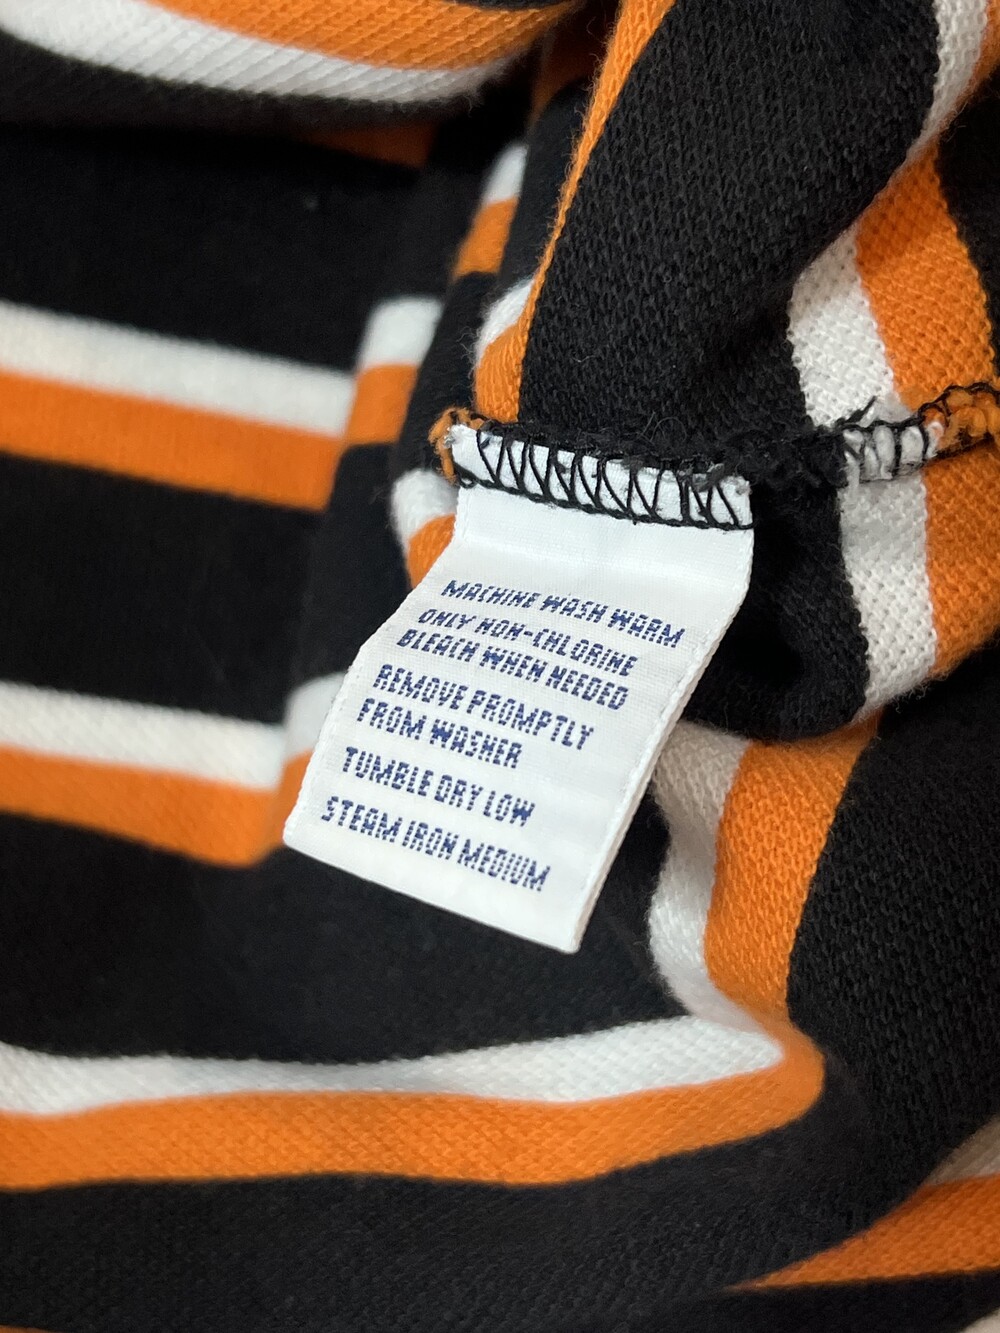 MACHINE WASH WARM
ONLY NON-CHLORINE
BLEACH WHEN NEEDED
REMOVE PROMPTLY
FROM WASHER
TUMBLE DRY LOW
STEAM IRON MEDIUM